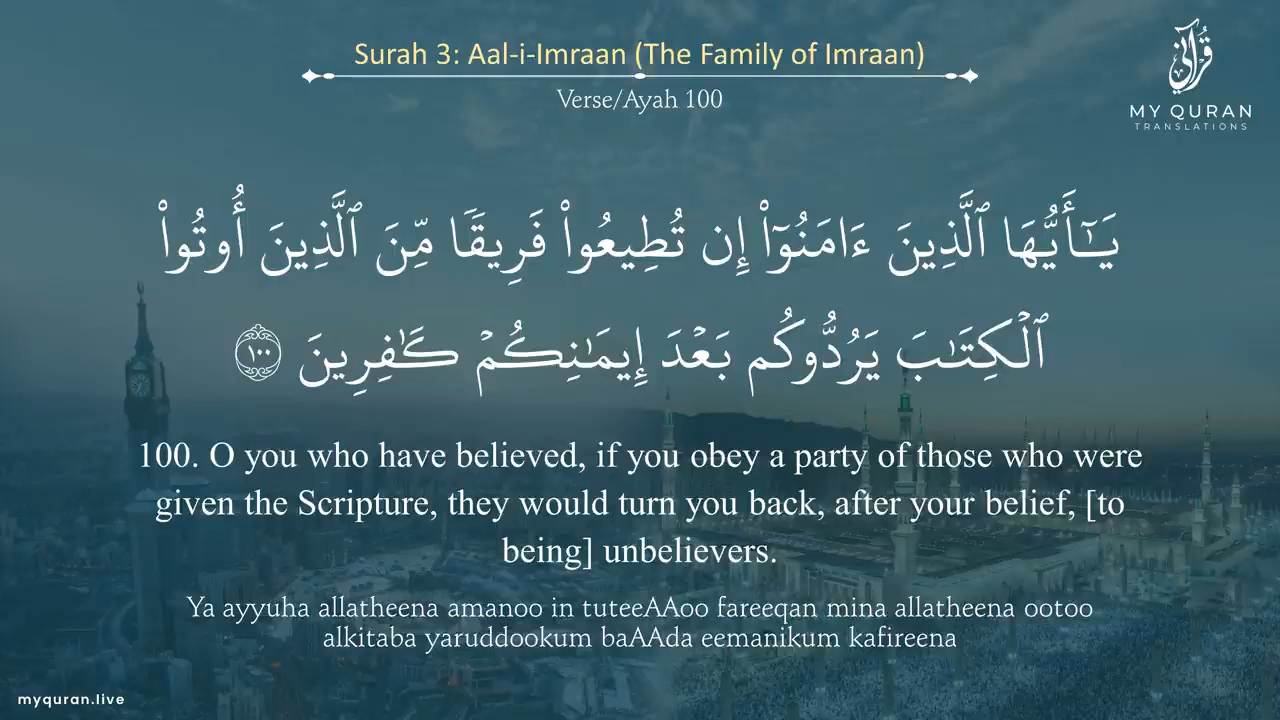 Surah 3: Aal-i-Imraan (The Family of Imraan)
Verse/Ayah 100
قرآني
MY QURAN
TRANSLATIONS
يَـٰٓأَيُّهَا ٱلَّذِينَ ءَامَنُوٓا۟ إِن تُطِيعُوا۟ فَرِيقًا مِّنَ ٱلَّذِينَ أُوتُوا۟
ٱلْكِتَـٰبَ يَرُدُّوكُم بَعْدَ إِيمَـٰنِكُمْ كَـٰفِرِينَ ١٠٠
100. O you who have believed, if you obey a party of those who were
given the Scripture, they would turn you back, after your belief, [to
being] unbelievers.
Ya ayyuha allatheena amanoo in tuteeAAoo fareeqan mina allatheena ootoo
alkitaba yaruddookum baAAda eemanikum kafireena
myquran.live